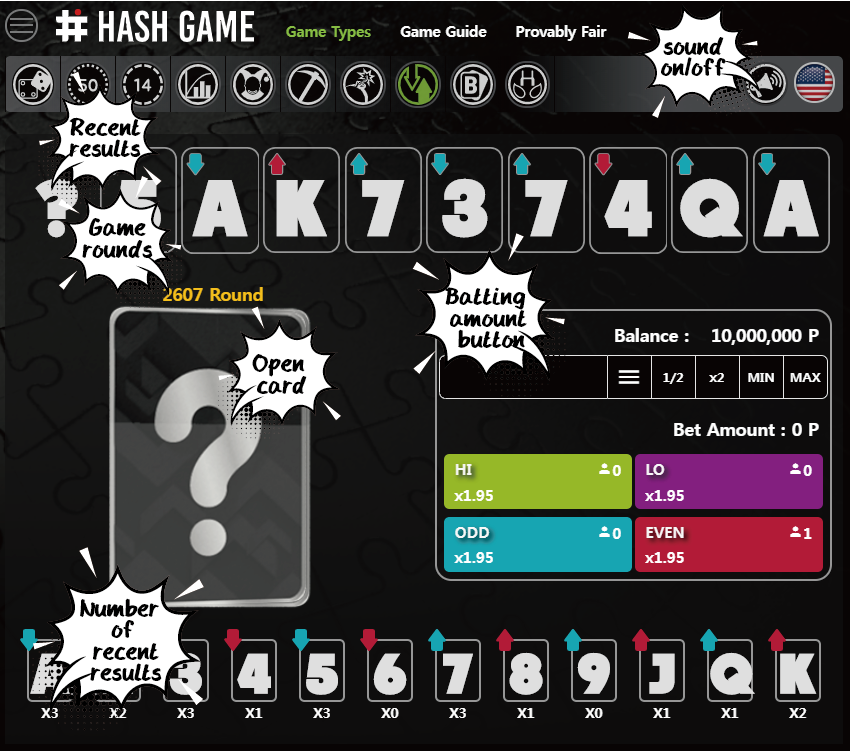 HASH GAME
Game Types
Game Guide
Provably Fair
sound
on/off
50
14
B
Recent
results
A K 7 3 7 4 Q A
Game
rounds
2607 Round
Batting
amount
button
Balance : 10,000,000 P
1/2 x2 MIN MAX
Open
card
?
Bet Amount : 0 P
HI 0
x1.95
LO 0
x1.95
ODD 0
x1.95
EVEN 1
x1.95
Number
of
recent
results
A 3 4 5 6 7 8 9 J Q K
X3 X2 X3 X1 X3 X0 X3 X1 X0 X1 X1 X2